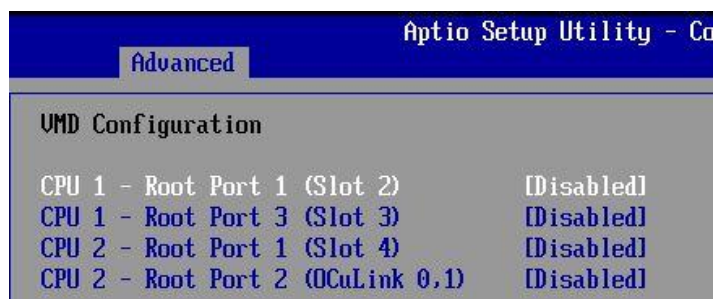 Aptio Setup Utility - Co
Advanced
VMD Configuration
CPU 1 - Root Port 1 (Slot 2) [Disabled]
CPU 1 - Root Port 3 (Slot 3) [Disabled]
CPU 2 - Root Port 1 (Slot 4) [Disabled]
CPU 2 - Root Port 2 (OCuLink 0,1) [Disabled]